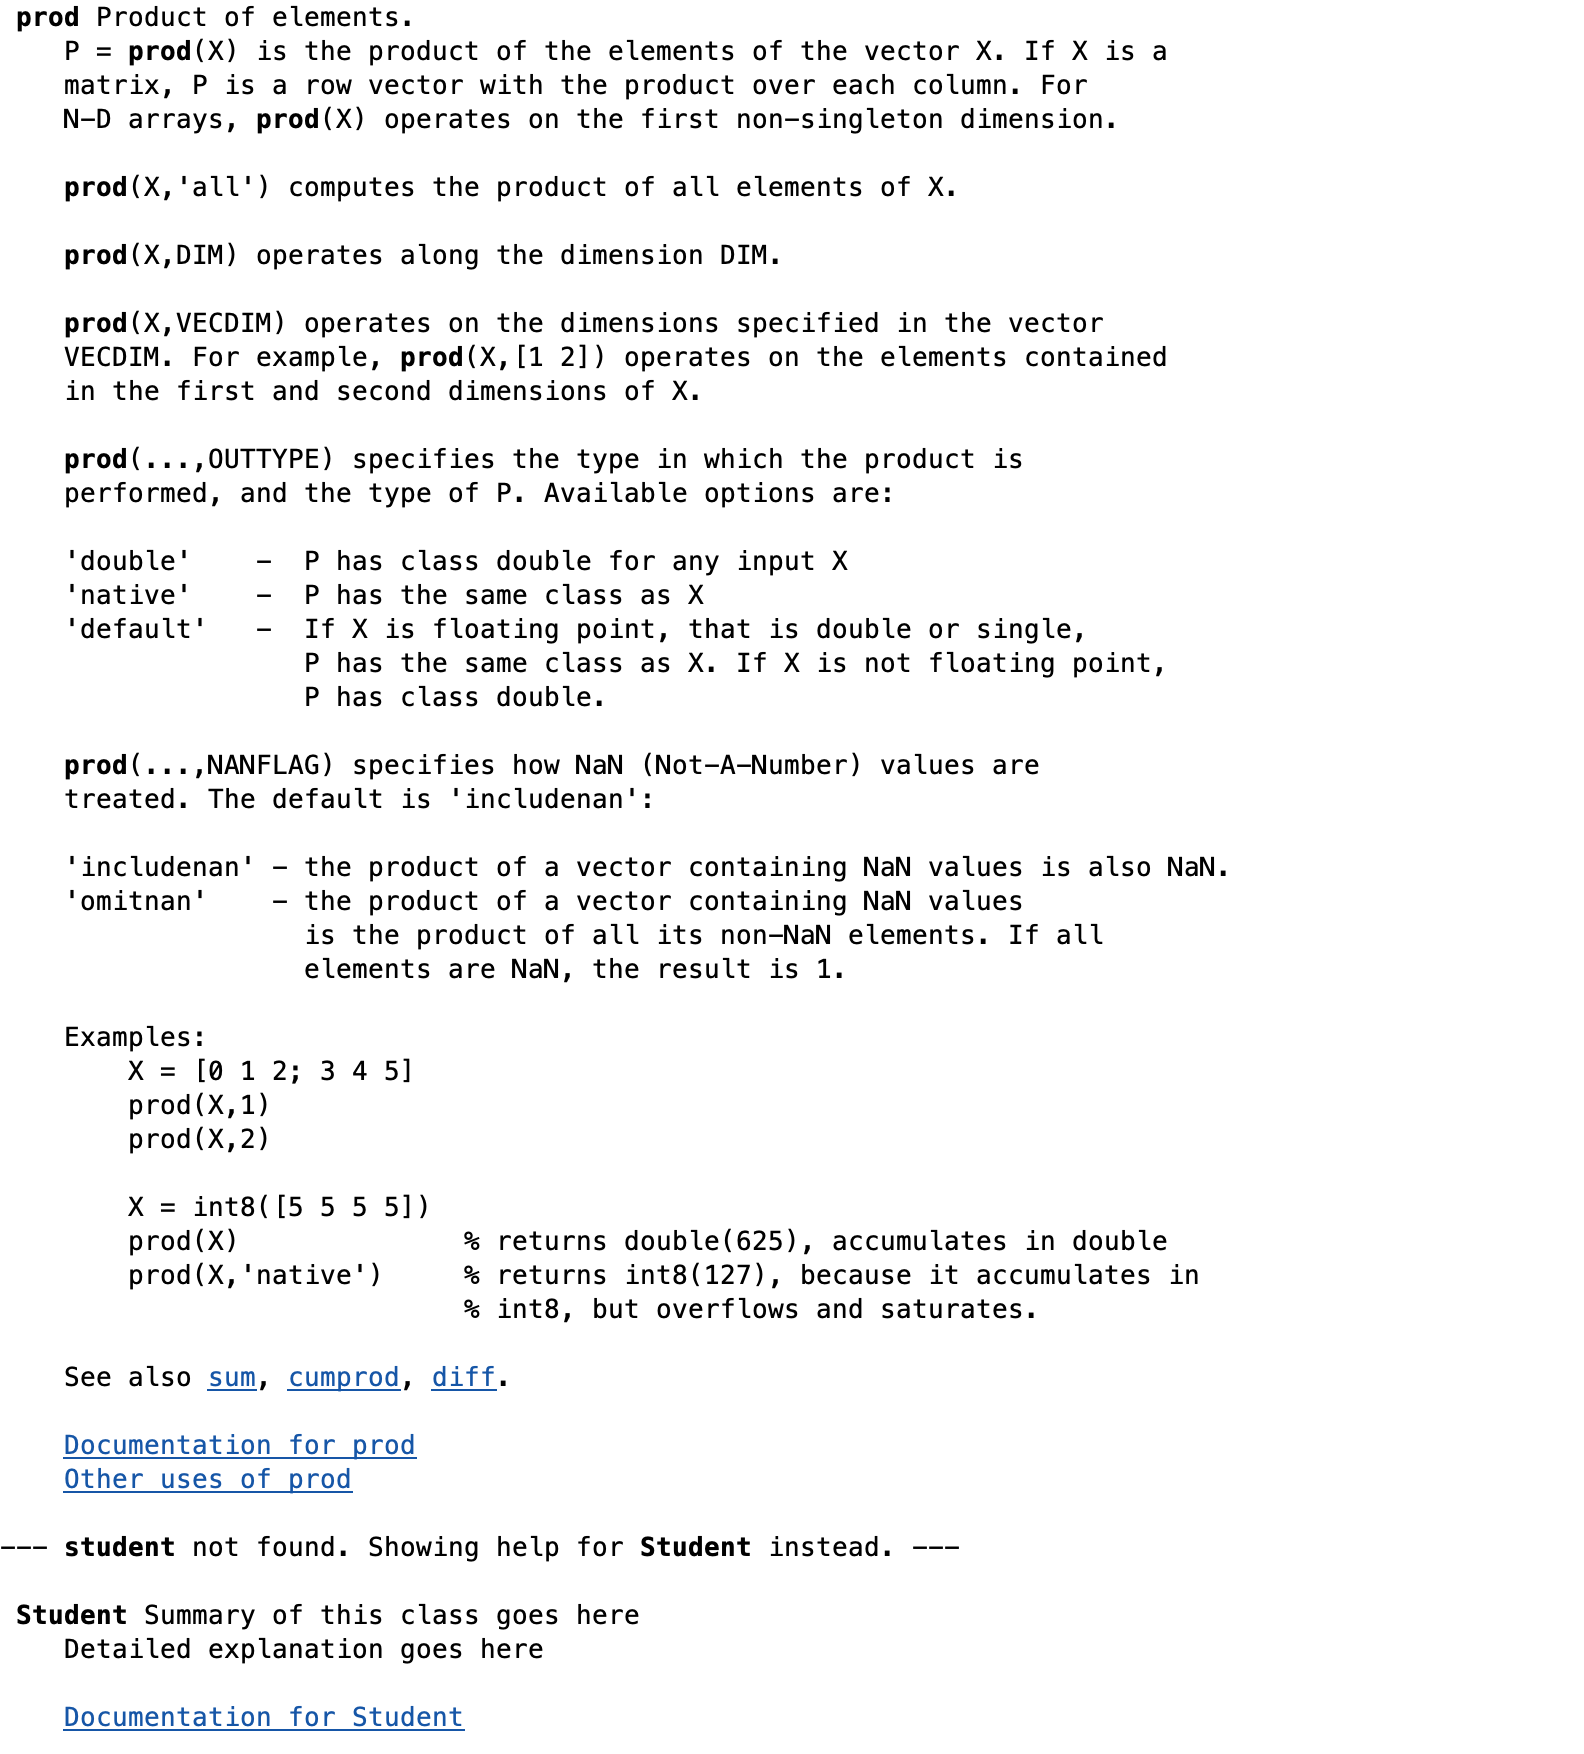 prod Product of elements.
P = prod(X) is the product of the elements of the vector X. If X is a
matrix, P is a row vector with the product over each column. For
N-D arrays, prod(X) operates on the first non-singleton dimension.
prod(X,'all') computes the product of all elements of X.
prod(X,DIM) operates along the dimension DIM.
prod(X,VECDIM) operates on the dimensions specified in the vector
VECDIM. For example, prod(X,[1 2]) operates on the elements contained
in the first and second dimensions of X.
prod(...,OUTTYPE) specifies the type in which the product is
performed, and the type of P. Available options are:
'double'    -  P has class double for any input X
'native'    -  P has the same class as X
'default'   -  If X is floating point, that is double or single,
P has the same class as X. If X is not floating point,
P has class double.
prod(...,NANFLAG) specifies how NaN (Not-A-Number) values are
treated. The default is 'includenan':
'includenan' - the product of a vector containing NaN values is also NaN.
'omitnan'    - the product of a vector containing NaN values
is the product of all its non-NaN elements. If all
elements are NaN, the result is 1.
Examples:
X = [0 1 2; 3 4 5]
prod(X,1)
prod(X,2)
X = int8([5 5 5 5])
prod(X)              % returns double(625), accumulates in double
prod(X,'native')     % returns int8(127), because it accumulates in
% int8, but overflows and saturates.
See also sum, cumprod, diff.
Documentation for prod
Other uses of prod
--- student not found. Showing help for Student instead. ---
Student Summary of this class goes here
Detailed explanation goes here
Documentation for Student